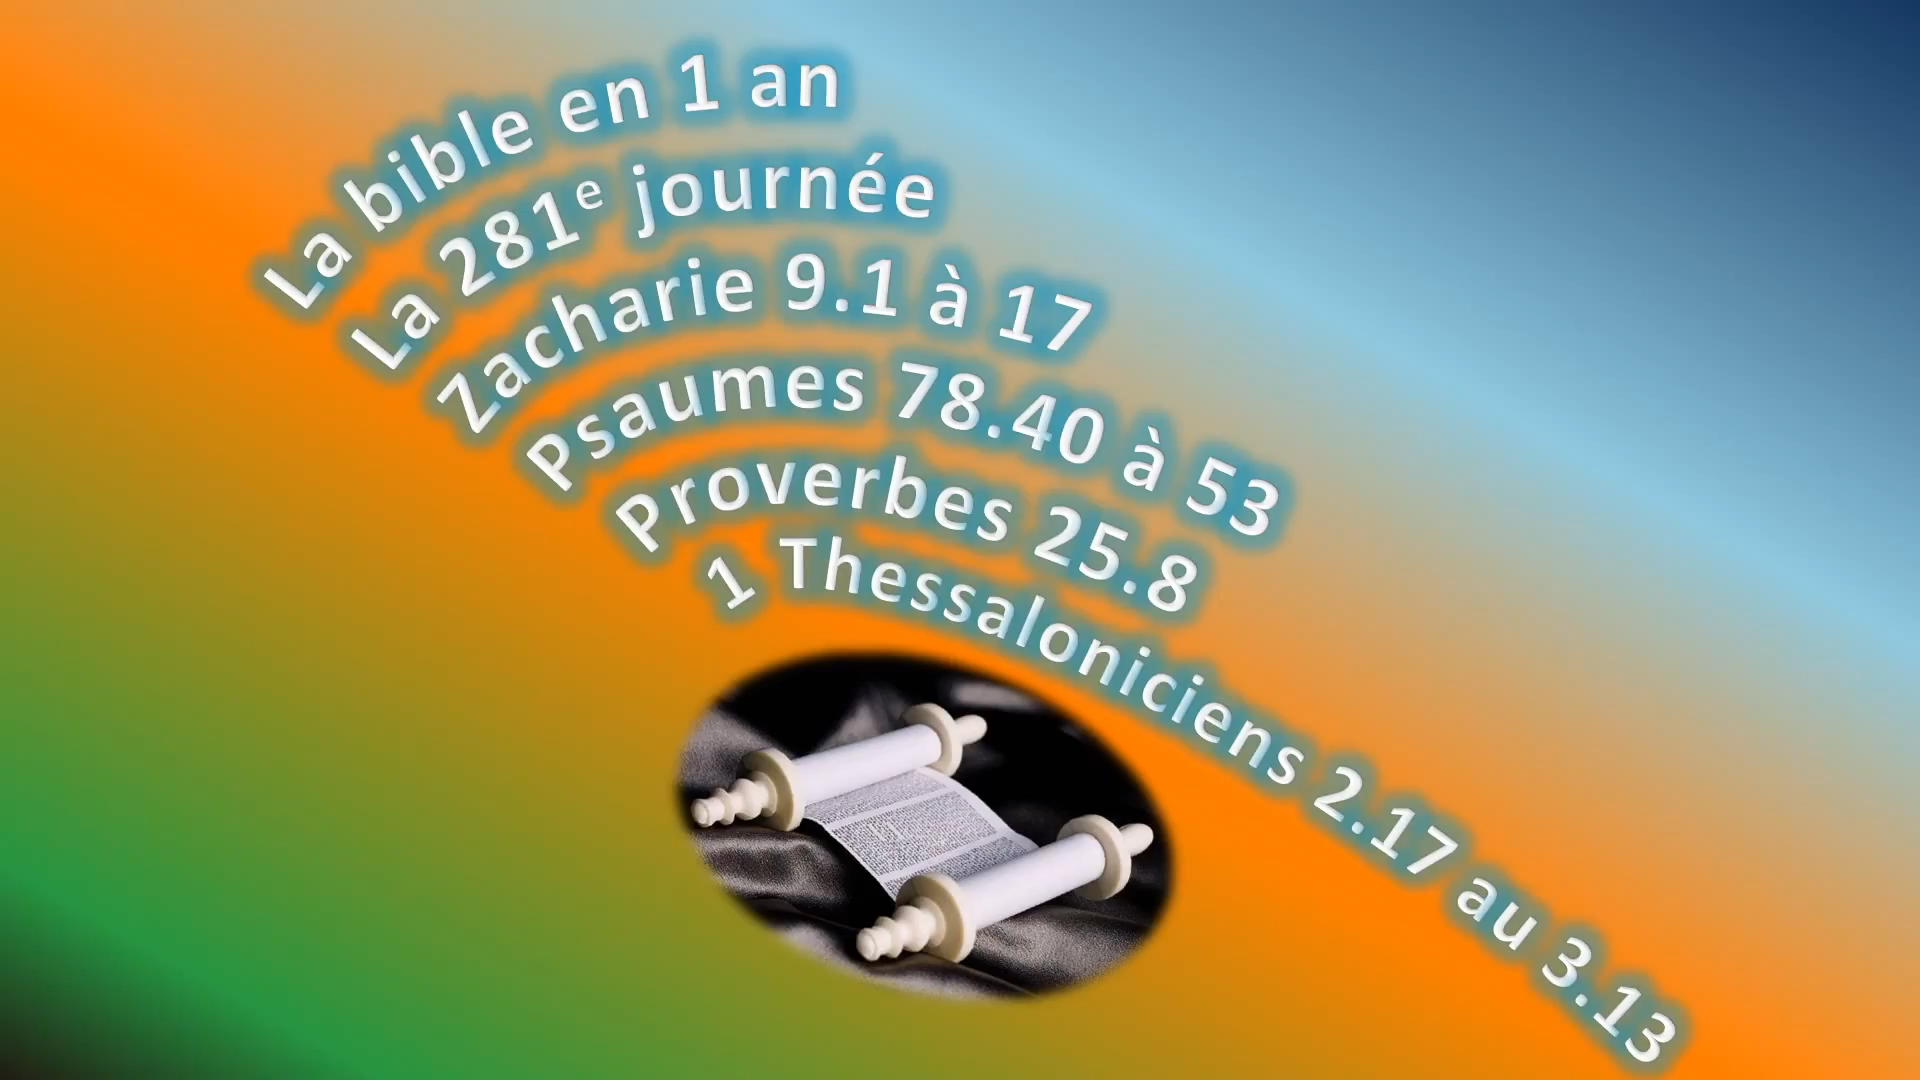 La bible en 1 an
La 281e journée
Zacharie 9.1 à 17
Psaumes 78.40 à 53
Proverbes 25.8
1 Thessaloniciens 2.17 au 3.13